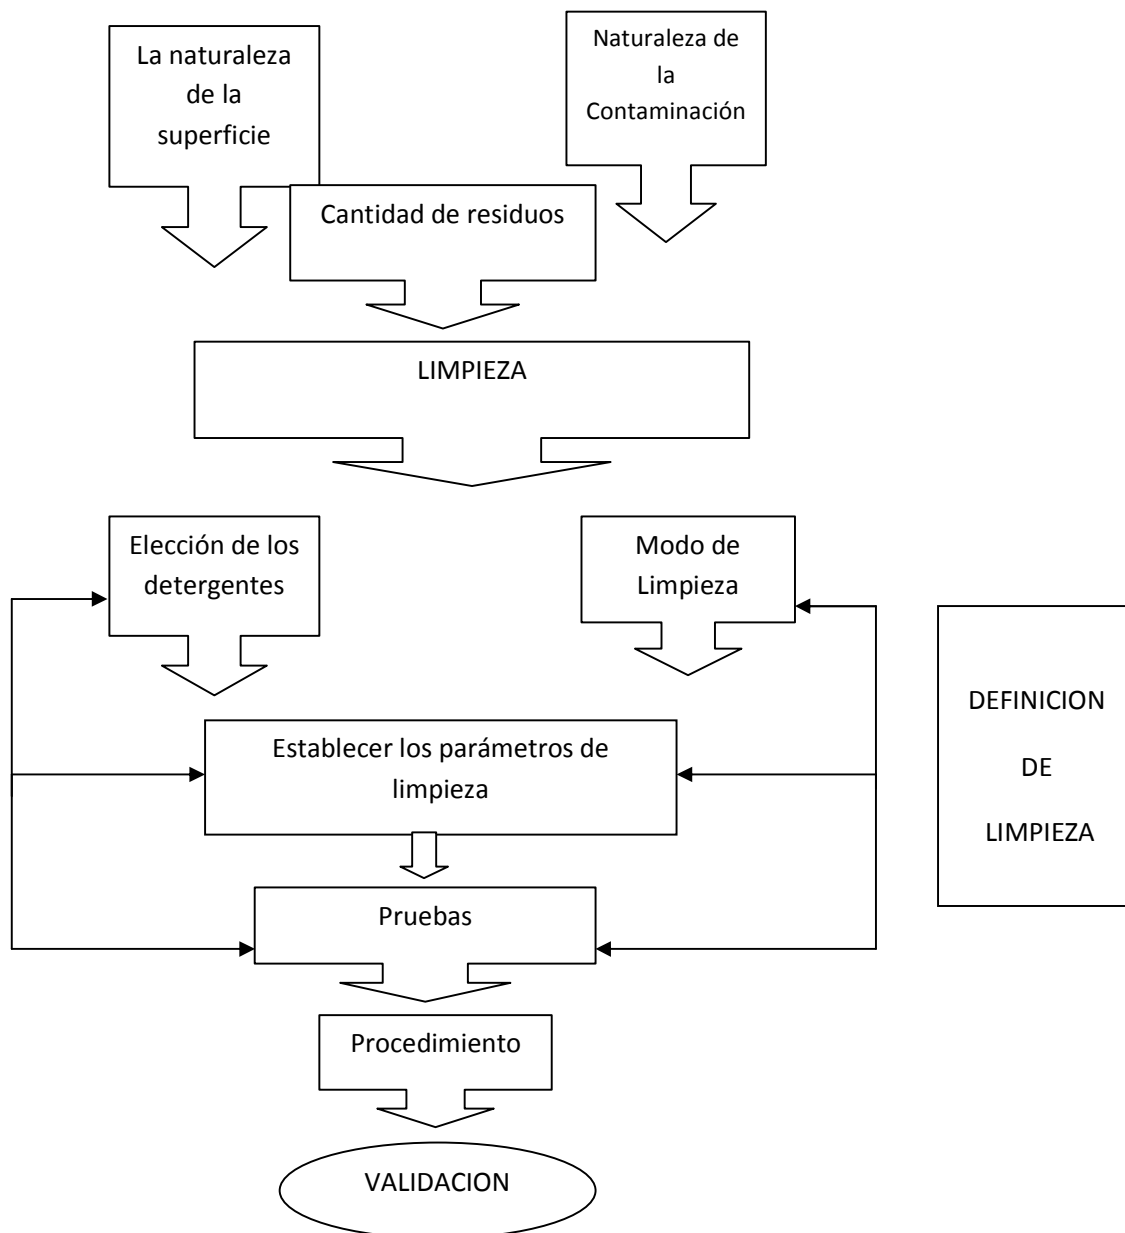 La naturaleza
de la
superficie
Naturaleza de
la
Contaminación
Cantidad de residuos
LIMPIEZA
Elección de los
detergentes
Modo de
Limpieza
DEFINICION
DE
LIMPIEZA
Establecer los parámetros de
limpieza
Pruebas
Procedimiento
VALIDACION